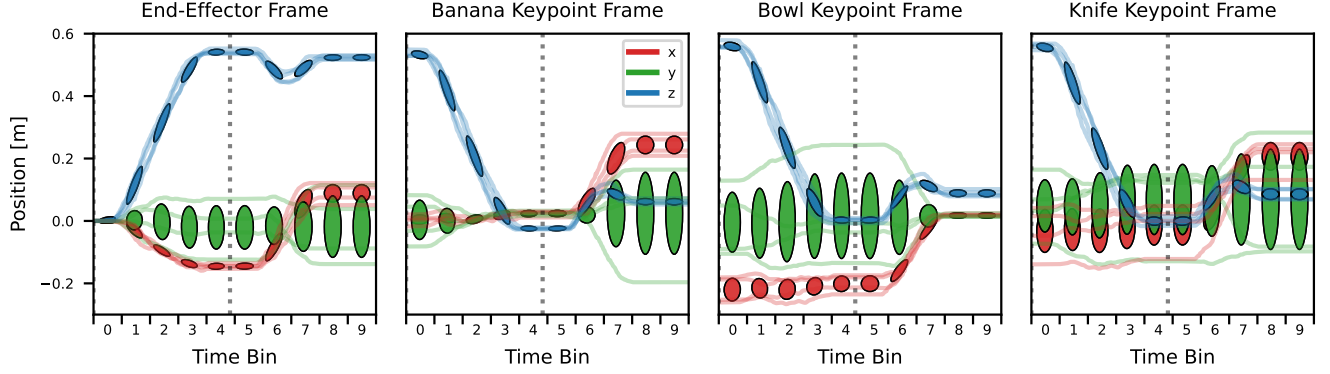 End-Effector Frame
Banana Keypoint Frame
Bowl Keypoint Frame
Knife Keypoint Frame
Position [m]
0.6
0.4
0.2
0.0
−0.2
x
y
z
0 1 2 3 4 5 6 7 8 9
0 1 2 3 4 5 6 7 8 9
0 1 2 3 4 5 6 7 8 9
0 1 2 3 4 5 6 7 8 9
Time Bin
Time Bin
Time Bin
Time Bin